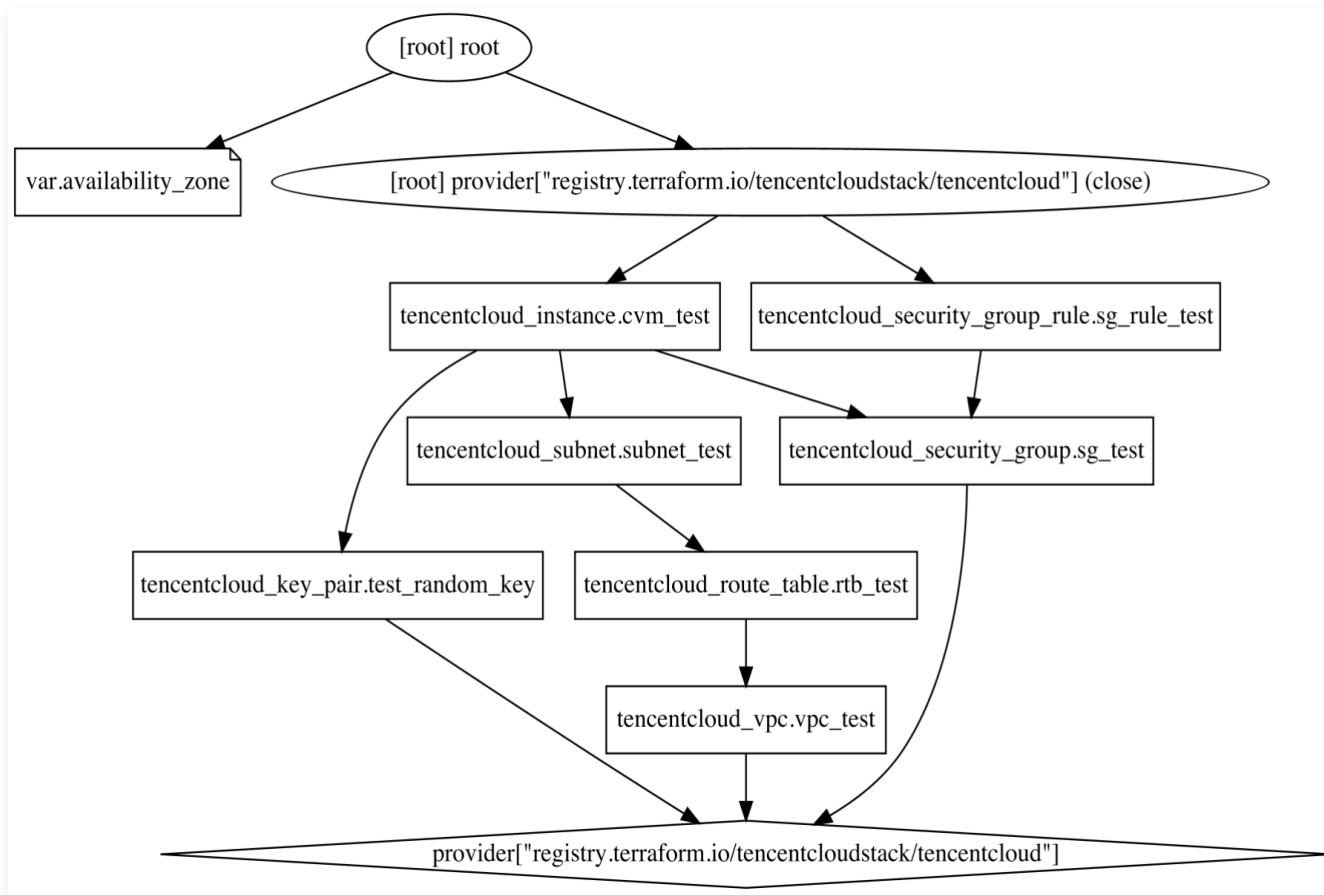 [root] root
var.availability_zone
[root] provider["registry.terraform.io/tencentcloudstack/tencentcloud"] (close)
tencentcloud_instance.cvm_test
tencentcloud_security_group_rule.sg_rule_test
tencentcloud_subnet.subnet_test
tencentcloud_security_group.sg_test
tencentcloud_key_pair.test_random_key
tencentcloud_route_table.rtb_test
tencentcloud_vpc.vpc_test
provider["registry.terraform.io/tencentcloudstack/tencentcloud"]